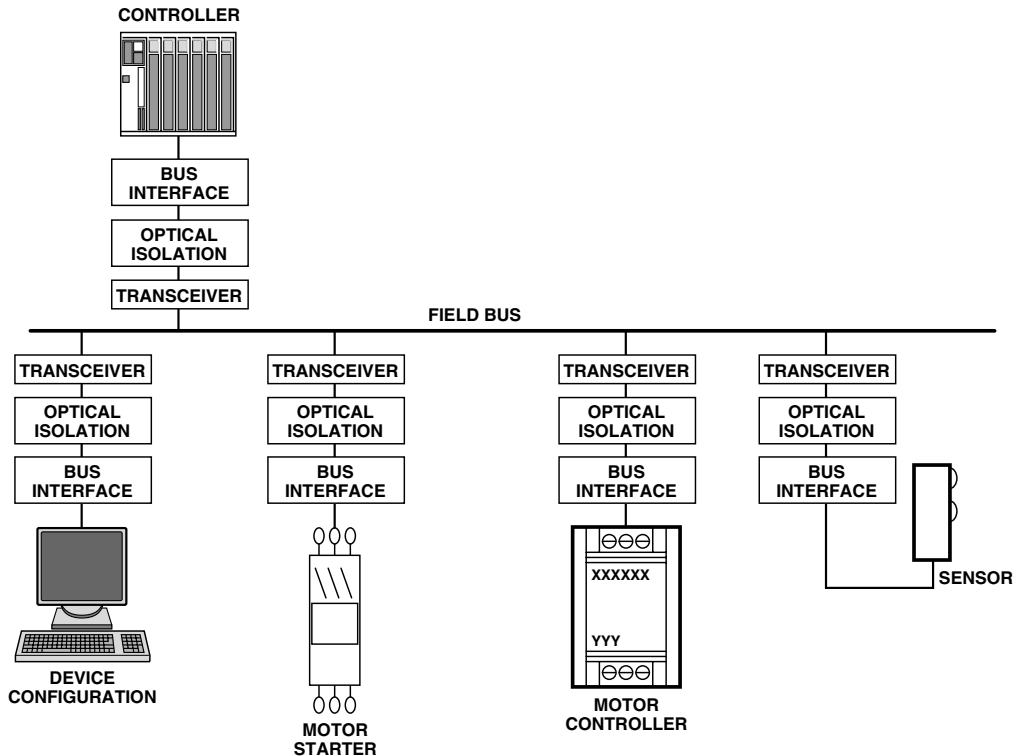 CONTROLLER
BUS
INTERFACE
OPTICAL
ISOLATION
TRANSCEIVER
FIELD BUS
TRANSCEIVER
OPTICAL
ISOLATION
BUS
INTERFACE
DEVICE
CONFIGURATION
TRANSCEIVER
OPTICAL
ISOLATION
BUS
INTERFACE
MOTOR
STARTER
TRANSCEIVER
OPTICAL
ISOLATION
BUS
INTERFACE
XXXXXX
YYY
MOTOR
CONTROLLER
TRANSCEIVER
OPTICAL
ISOLATION
BUS
INTERFACE
SENSOR